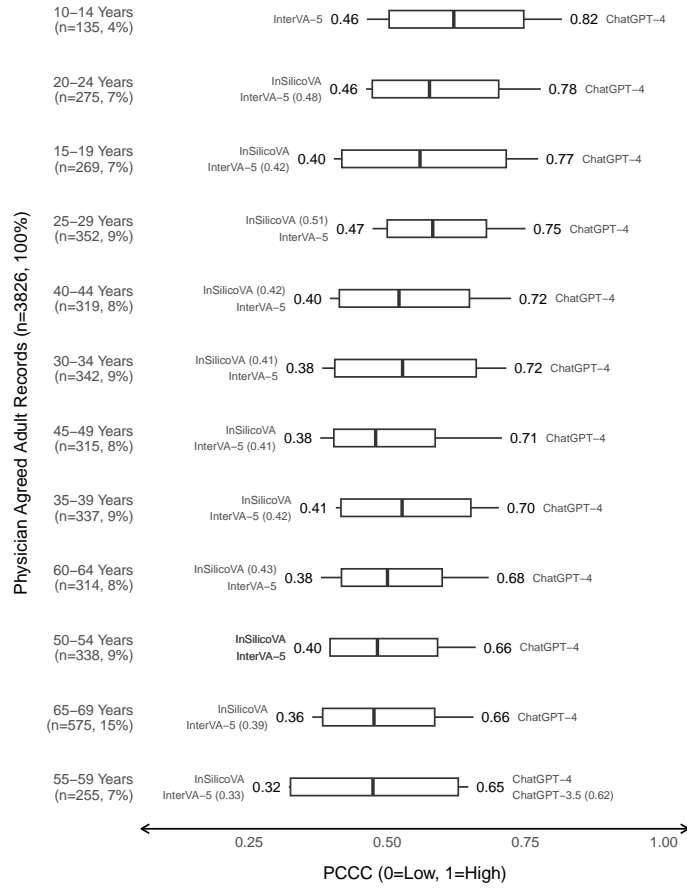 10–14 Years
(n=135, 4%)
InterVA−5 0.46 0.82 ChatGPT−4
20–24 Years
(n=275, 7%)
InSilicoVA
InterVA−5 (0.48)
0.46 0.78 ChatGPT−4
15–19 Years
(n=269, 7%)
InSilicoVA
InterVA−5 (0.42)
0.40 0.77 ChatGPT−4
25–29 Years
(n=352, 9%)
InSilicoVA (0.51)
InterVA−5
0.47 0.75 ChatGPT−4
40–44 Years
(n=319, 8%)
InSilicoVA (0.42)
InterVA−5
0.40 0.72 ChatGPT−4
30–34 Years
(n=342, 9%)
InSilicoVA (0.41)
InterVA−5
0.38 0.72 ChatGPT−4
45–49 Years
(n=315, 8%)
InSilicoVA
InterVA−5 (0.41)
0.38 0.71 ChatGPT−4
35–39 Years
(n=337, 9%)
InSilicoVA
InterVA−5 (0.42)
0.41 0.70 ChatGPT−4
60–64 Years
(n=314, 8%)
InSilicoVA (0.43)
InterVA−5
0.38 0.68 ChatGPT−4
50–54 Years
(n=338, 9%)
InSilicoVA
InterVA−5
0.40 0.66 ChatGPT−4
65–69 Years
(n=575, 15%)
InSilicoVA
InterVA−5 (0.39)
0.36 0.66 ChatGPT−4
55–59 Years
(n=255, 7%)
InSilicoVA
InterVA−5 (0.33)
0.32 0.65
ChatGPT−4
ChatGPT−3.5 (0.62)
Physician Agreed Adult Records (n=3826, 100%)
0.25 0.50 0.75 1.00
PCCC (0=Low, 1=High)